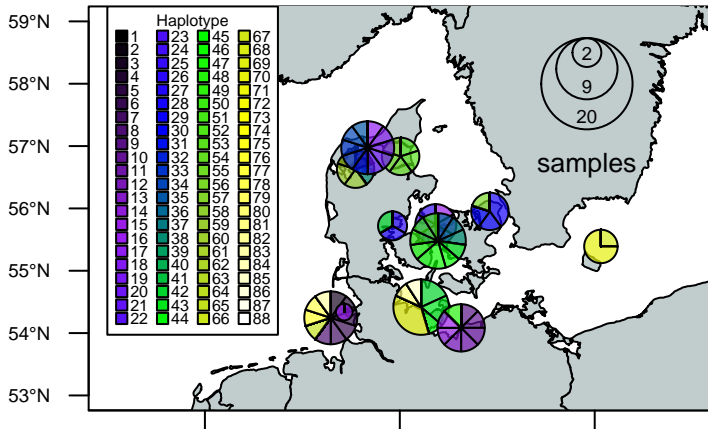 59°N
58°N
57°N
56°N
55°N
54°N
53°N
Haplotype
1 23 45 67
2 24 46 68
3 25 47 69
4 26 48 70
5 27 49 71
6 28 50 72
7 29 51 73
8 30 52 74
9 31 53 75
10 32 54 76
11 33 55 77
12 34 56 78
13 35 57 79
14 36 58 80
15 37 59 81
16 38 60 82
17 39 61 83
18 40 62 84
19 41 63 85
20 42 64 86
21 43 65 87
22 44 66 88
2
9
20
samples